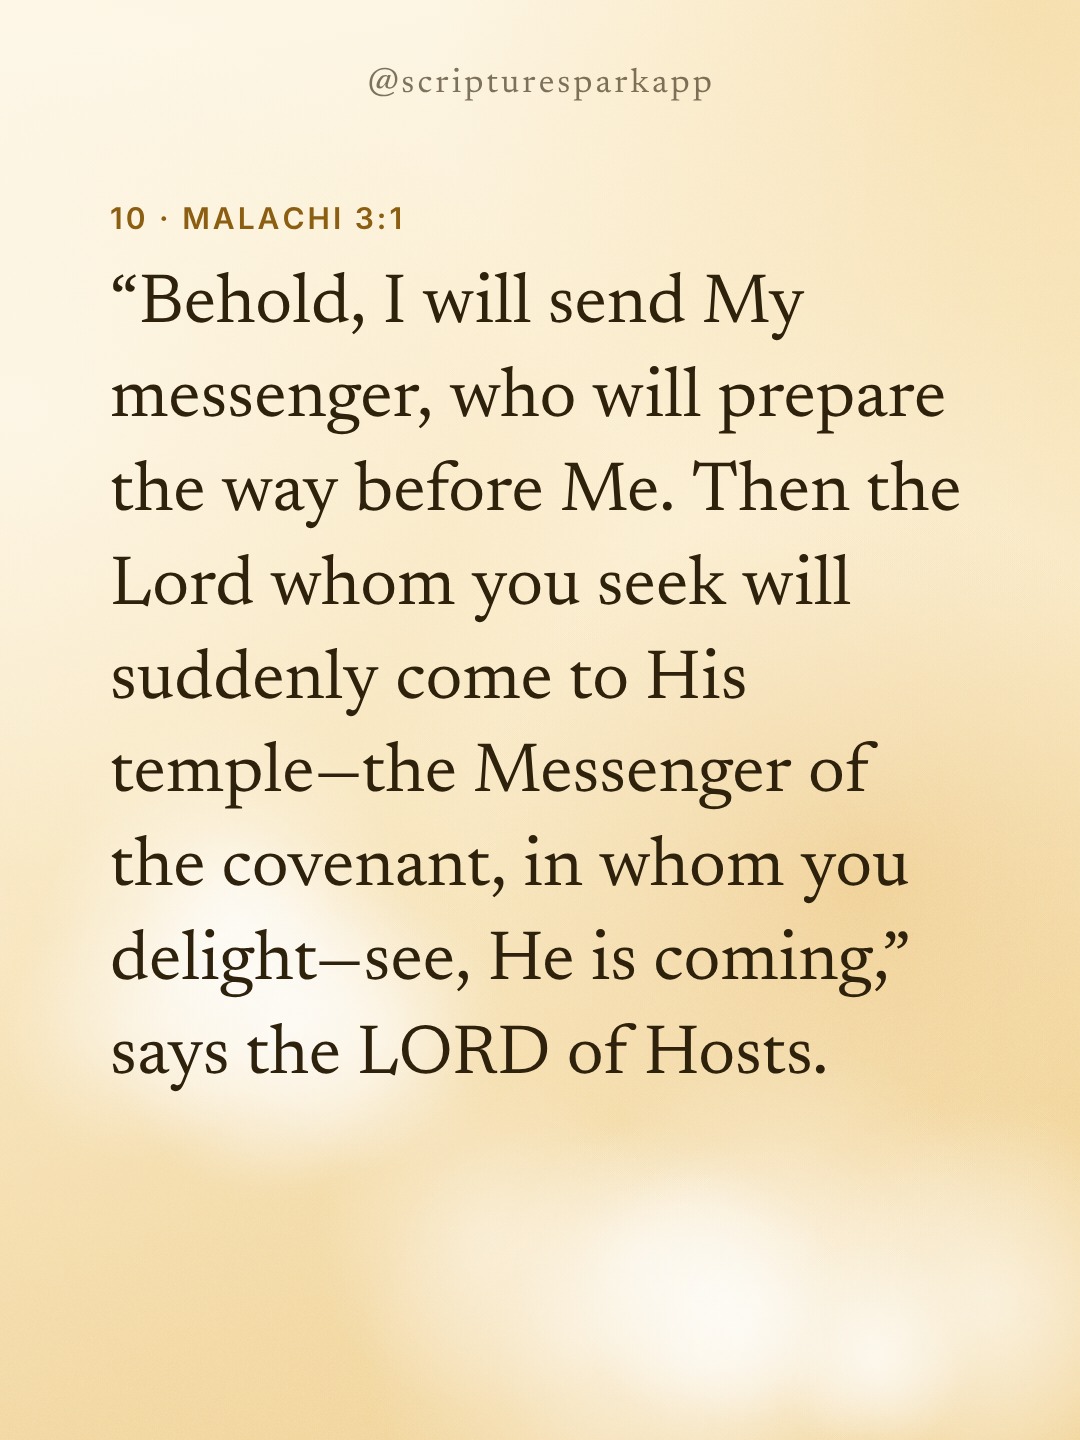 @scripturesparkapp
10 · MALACHI 3:1
“Behold, I will send My
messenger, who will prepare
the way before Me. Then the
Lord whom you seek will
suddenly come to His
temple—the Messenger of
the covenant, in whom you
delight—see, He is coming,”
says the LORD of Hosts.